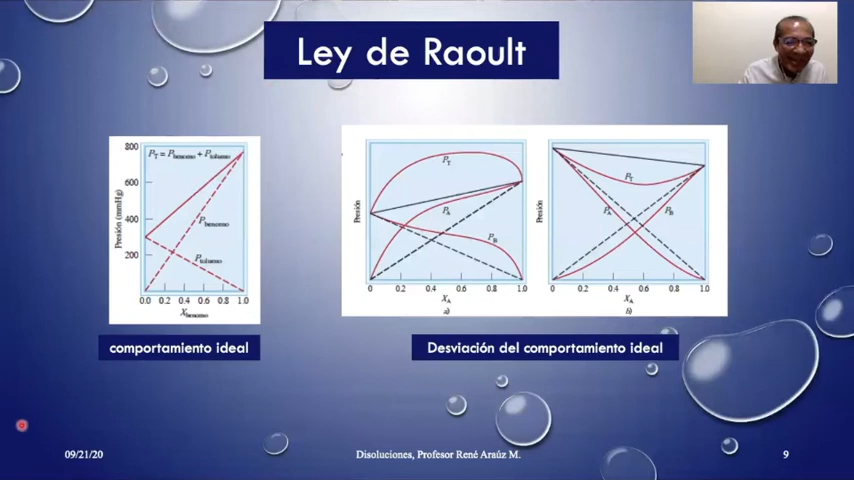 Ley de Raoult
800
600
400
200
Presión (mmHg)
P_T = P_benceno + P_tolueno
P_benceno
P_tolueno
0.0 0.2 0.4 0.6 0.8 1.0
X_benceno
Presión
P_T
P_A
P_B
0 0.2 0.4 0.6 0.8 1.0
X_A
a)
Presión
P_T
P_A
P_B
0 0.2 0.4 0.6 0.8 1.0
X_A
b)
comportamiento ideal
Desviación del comportamiento ideal
09/21/20
Disoluciones, Profesor René Araúz M.
9